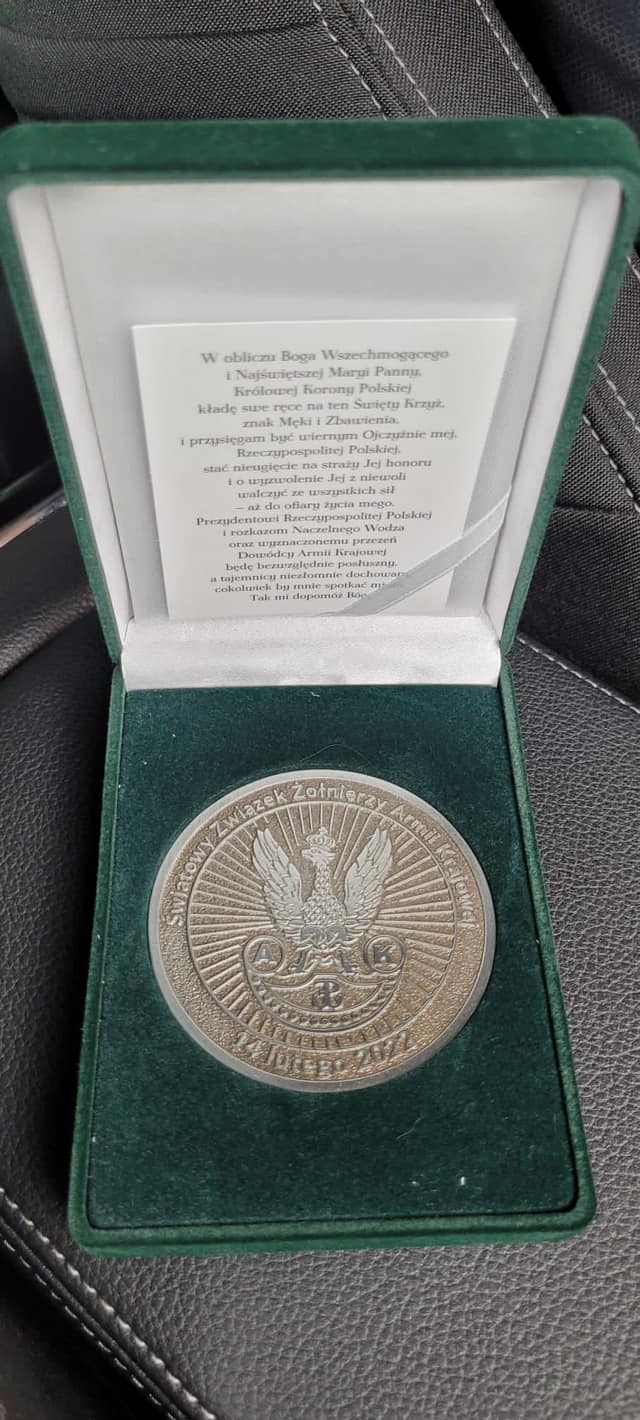 W obliczu Boga Wszechmogącego
i Najświętszej Maryi Panny,
Królowej Korony Polskiej
kładę swe ręce na ten Święty Krzyż,
znak Męki i Zbawienia,
i przysięgam być wiernym Ojczyźnie mej,
Rzeczypospolitej Polskiej,
stać nieugięcie na straży Jej honoru
i o wyzwolenie Jej z niewoli
walczyć ze wszystkich sił
– aż do ofiary życia mego.
Prezydentowi Rzeczypospolitej Polskiej
i rozkazom Naczelnego Wodza
oraz wyznaczonemu przezeń
Dowódcy Armii Krajowej
będę bezwzględnie posłuszny,
a tajemnicy niezłomnie
cokolwiek by mnie spotkać
Tak mi dopomóż
Światowy Związek Żołnierzy Armii Krajowej
A K
14 lutego 2022